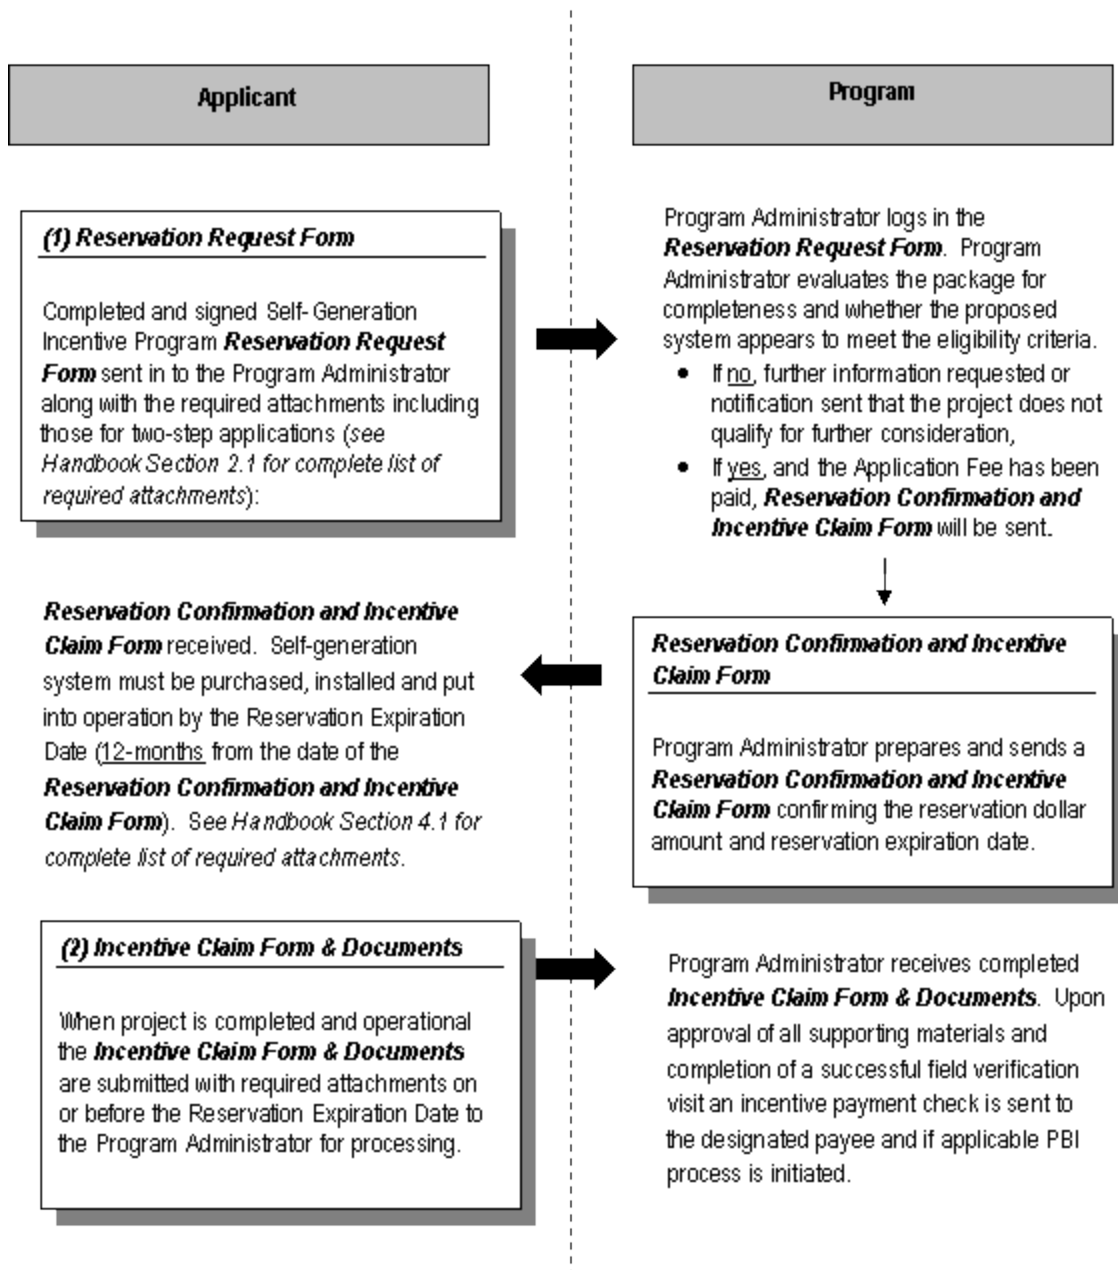 Applicant
Program
(1) Reservation Request Form
Completed and signed Self-Generation
Incentive Program Reservation Request
Form sent in to the Program Administrator
along with the required attachments including
those for two-step applications (see
Handbook Section 2.1 for complete list of
required attachments):
Program Administrator logs in the
Reservation Request Form. Program
Administrator evaluates the package for
completeness and whether the proposed
system appears to meet the eligibility criteria.
• If no, further information requested or
notification sent that the project does not
qualify for further consideration,
• If yes, and the Application Fee has been
paid, Reservation Confirmation and
Incentive Claim Form will be sent.
Reservation Confirmation and Incentive
Claim Form
Program Administrator prepares and sends a
Reservation Confirmation and Incentive
Claim Form confirming the reservation dollar
amount and reservation expiration date.
Reservation Confirmation and Incentive
Claim Form received. Self-generation
system must be purchased, installed and put
into operation by the Reservation Expiration
Date (12-months from the date of the
Reservation Confirmation and Incentive
Claim Form). See Handbook Section 4.1 for
complete list of required attachments.
(2) Incentive Claim Form & Documents
When project is completed and operational
the Incentive Claim Form & Documents
are submitted with required attachments on
or before the Reservation Expiration Date to
the Program Administrator for processing.
Program Administrator receives completed
Incentive Claim Form & Documents. Upon
approval of all supporting materials and
completion of a successful field verification
visit an incentive payment check is sent to
the designated payee and if applicable PBI
process is initiated.